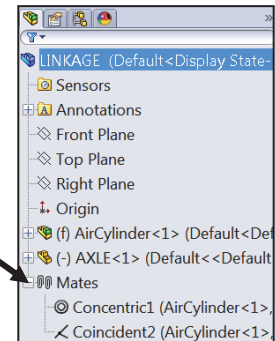 »
LINKAGE (Default<Display State-
Sensors
Annotations
Front Plane
Top Plane
Right Plane
Origin
(f) AirCylinder<1> (Default<Def
(-) AXLE<1> (Default<<Default
Mates
Concentric1 (AirCylinder<1>,
Coincident2 (AirCylinder<1>,